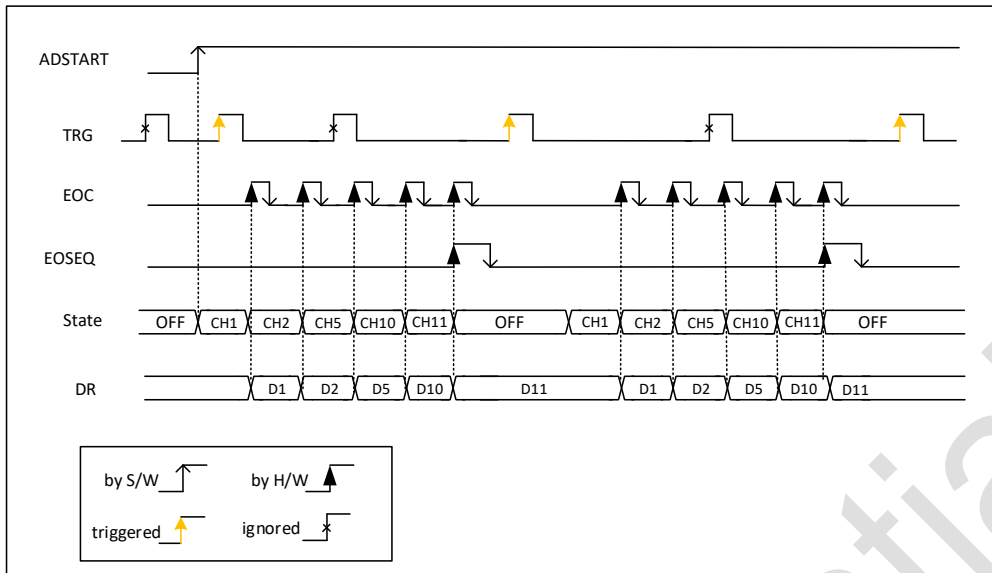 ADSTART
TRG
EOC
EOSEQ
State OFF CH1 CH2 CH5 CH10 CH11 OFF CH1 CH2 CH5 CH10 CH11 OFF
DR D1 D2 D5 D10 D11 D1 D2 D5 D10 D11
by S/W by H/W
triggered ignored